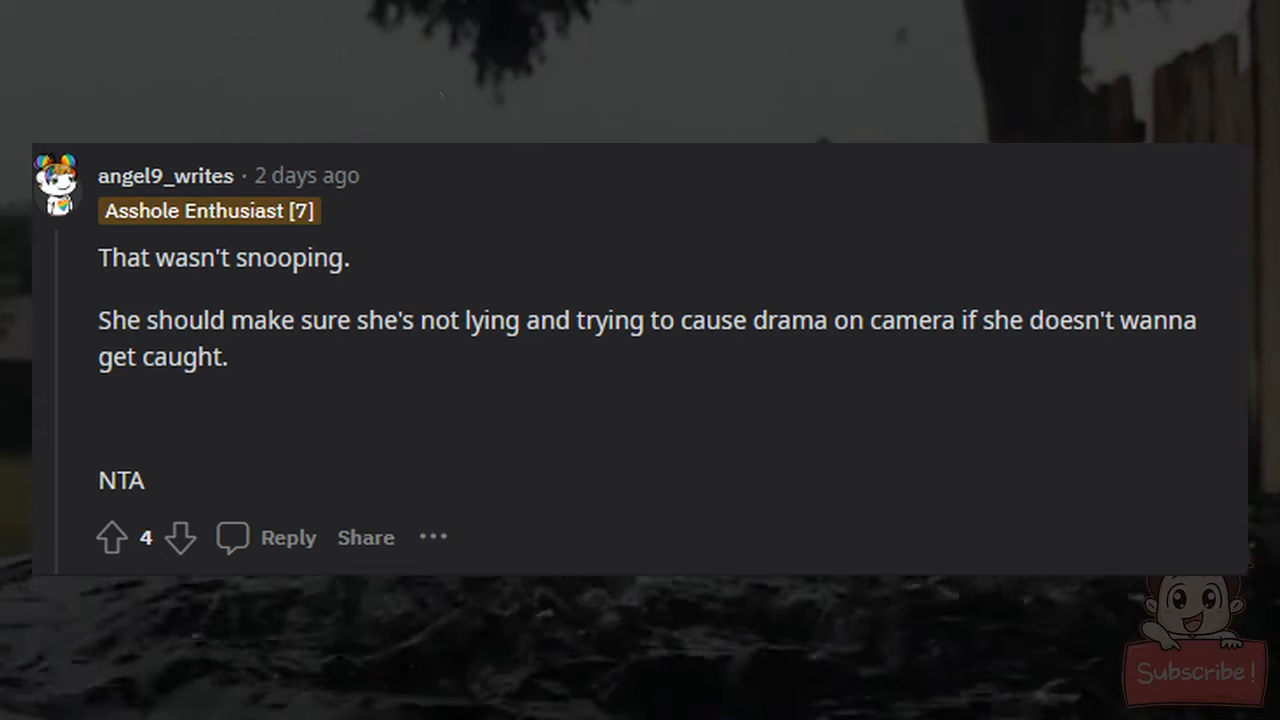 angel9_writes · 2 days ago
Asshole Enthusiast [7]
That wasn't snooping.
She should make sure she's not lying and trying to cause drama on camera if she doesn't wanna
get caught.
NTA
4 Reply Share ···
Subscribe!